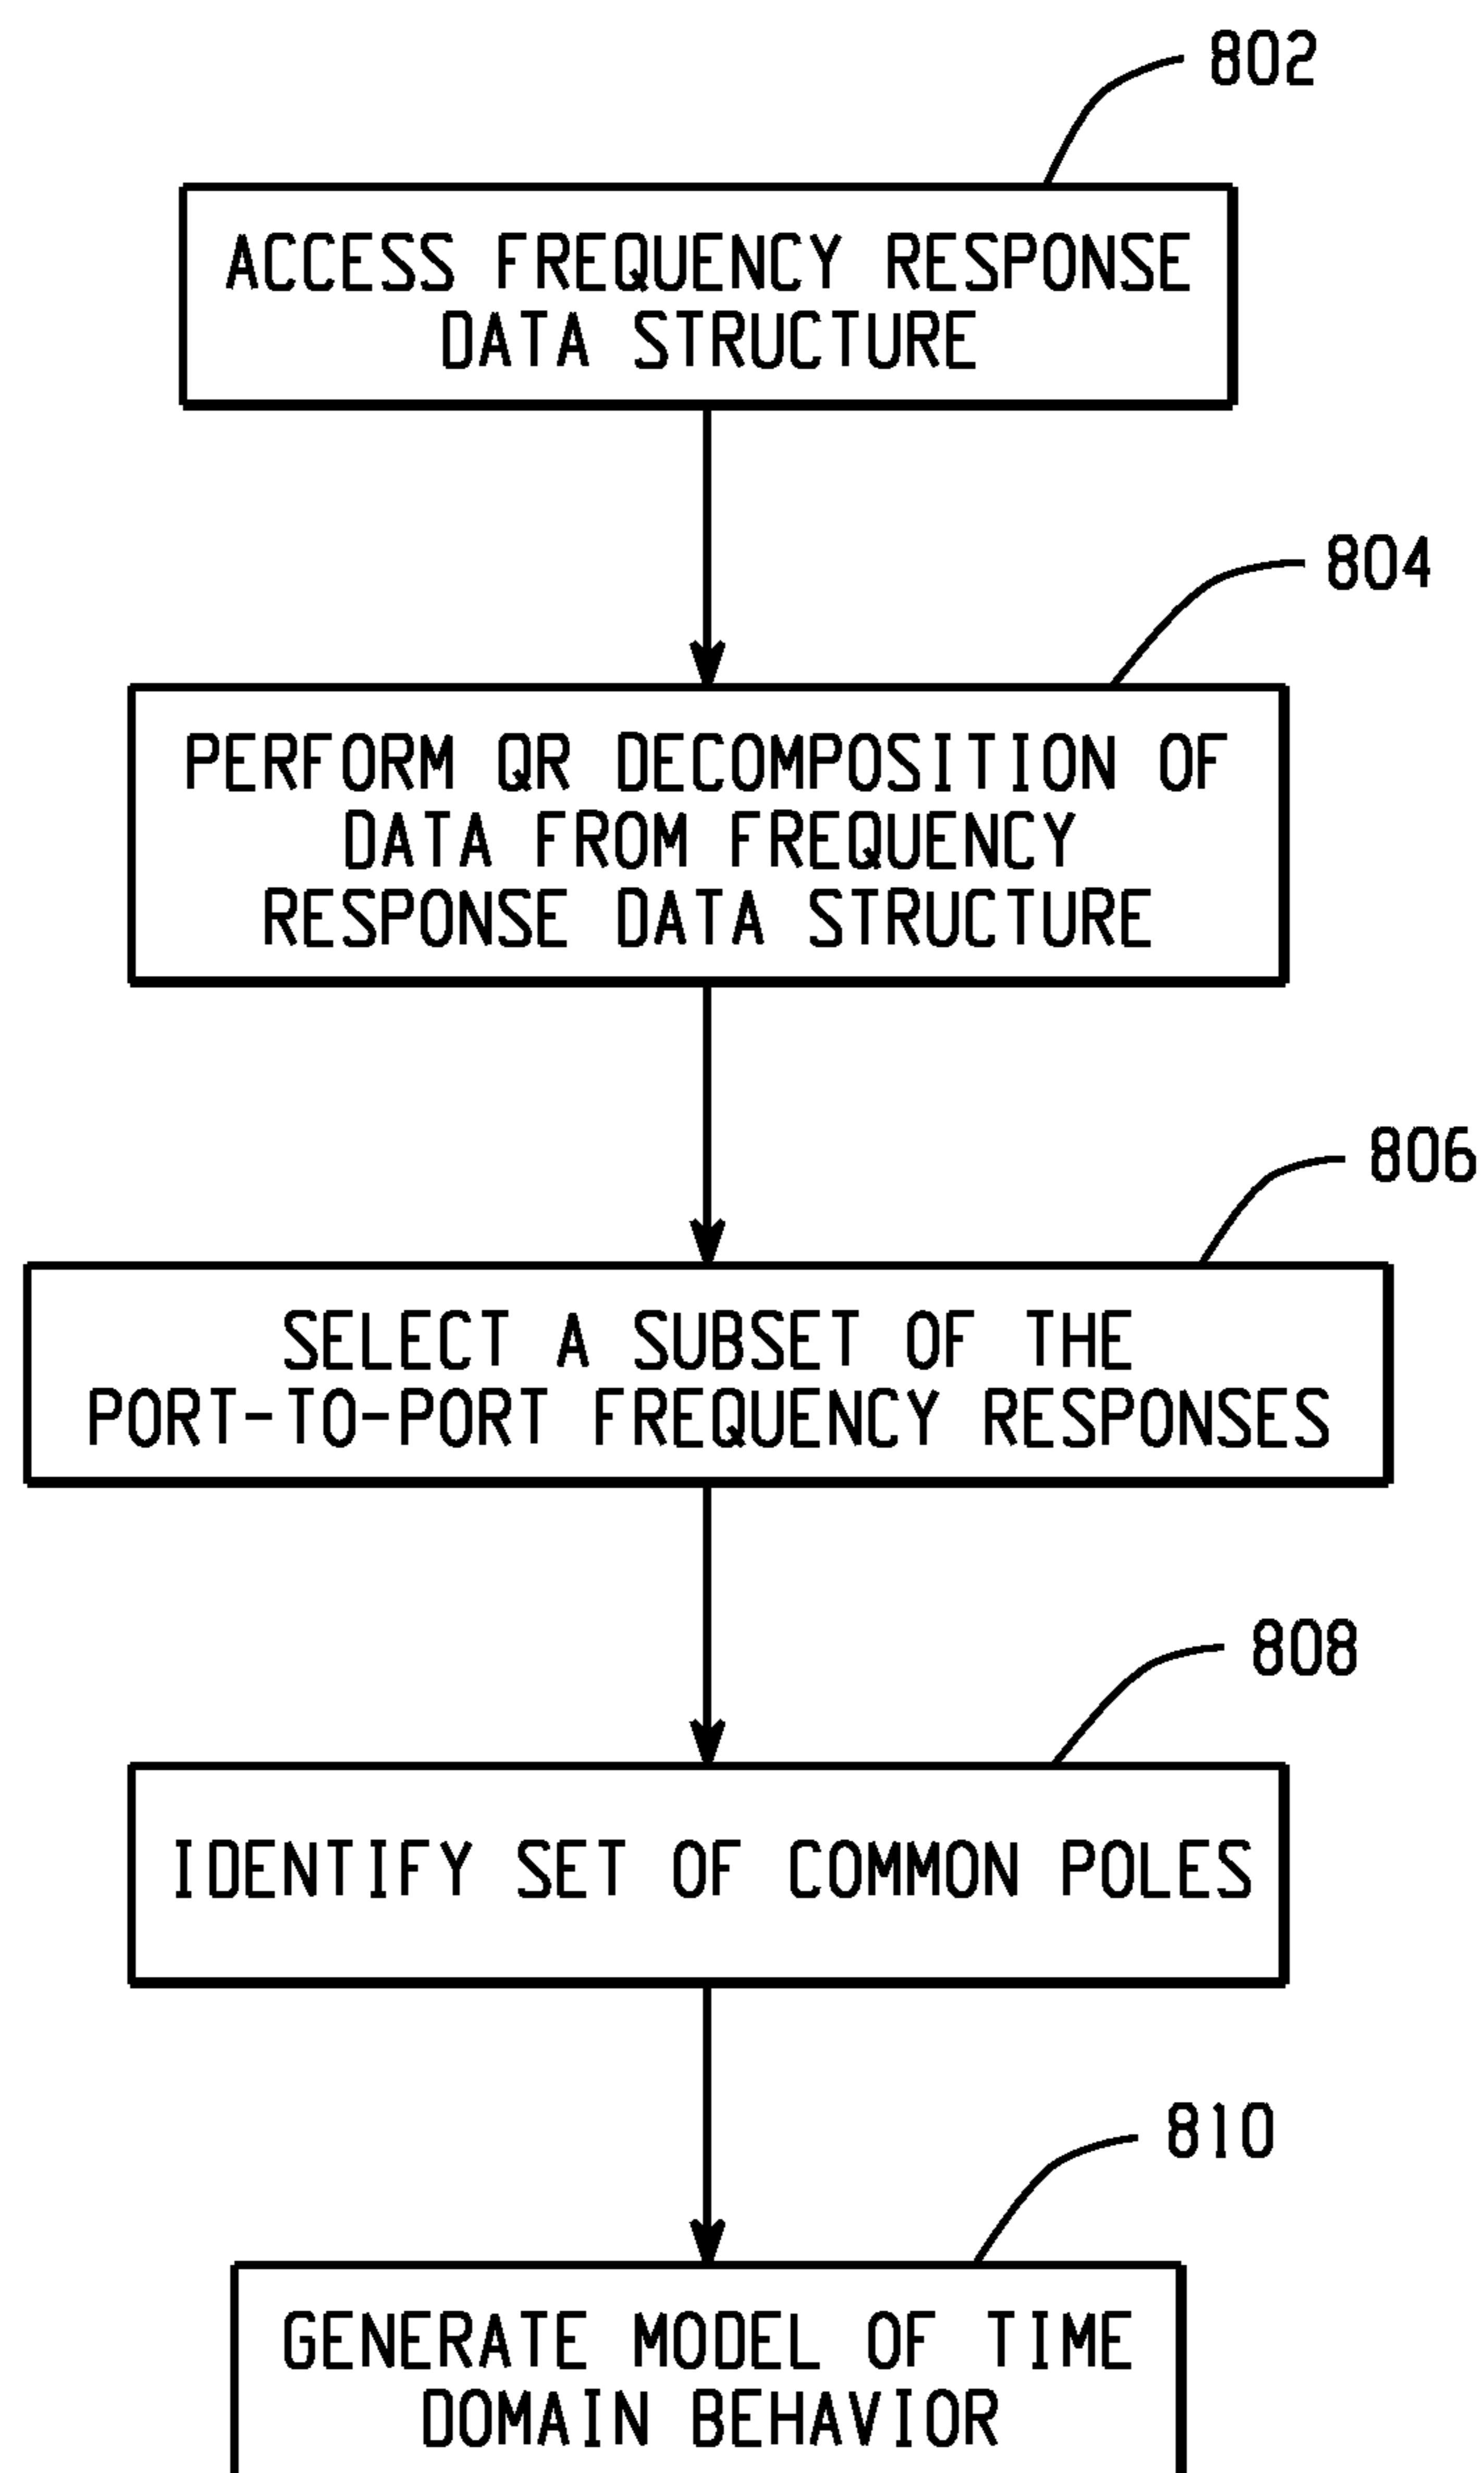 802
ACCESS FREQUENCY RESPONSE
DATA STRUCTURE
804
PERFORM QR DECOMPOSITION OF
DATA FROM FREQUENCY
RESPONSE DATA STRUCTURE
806
SELECT A SUBSET OF THE
PORT-TO-PORT FREQUENCY RESPONSES
808
IDENTIFY SET OF COMMON POLES
810
GENERATE MODEL OF TIME
DOMAIN BEHAVIOR